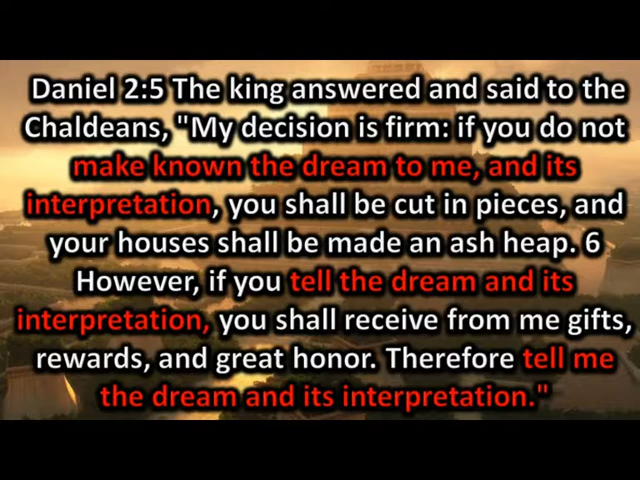 Daniel 2:5 The king answered and said to the
Chaldeans, "My decision is firm: if you do not
make known the dream to me, and its
interpretation, you shall be cut in pieces, and
your houses shall be made an ash heap. 6
However, if you tell the dream and its
interpretation, you shall receive from me gifts,
rewards, and great honor. Therefore tell me
the dream and its interpretation."